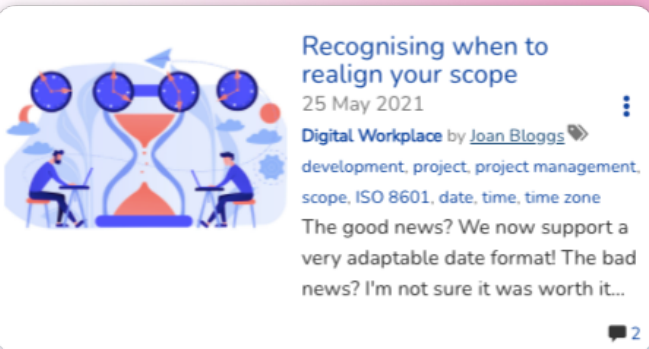 Recognising when to
realign your scope
25 May 2021
Digital Workplace by Joan Bloggs
development, project, project management,
scope, ISO 8601, date, time, time zone
The good news? We now support a
very adaptable date format! The bad
news? I'm not sure it was worth it...
2